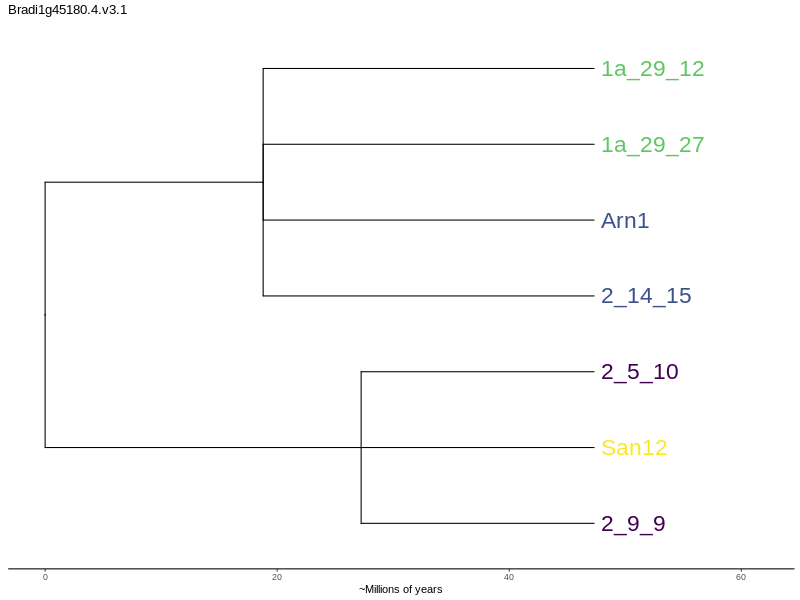 Bradi1g45180.4.v3.1
1a_29_12
1a_29_27
Arn1
2_14_15
2_5_10
San12
2_9_9
0 20 40 60
~Millions of years